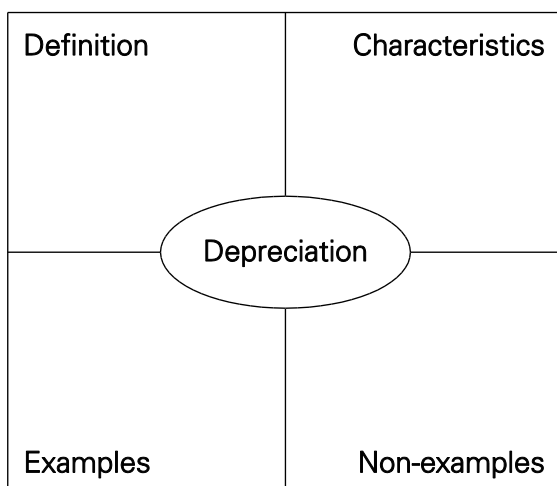 Definition
Characteristics
Depreciation
Examples
Non-examples